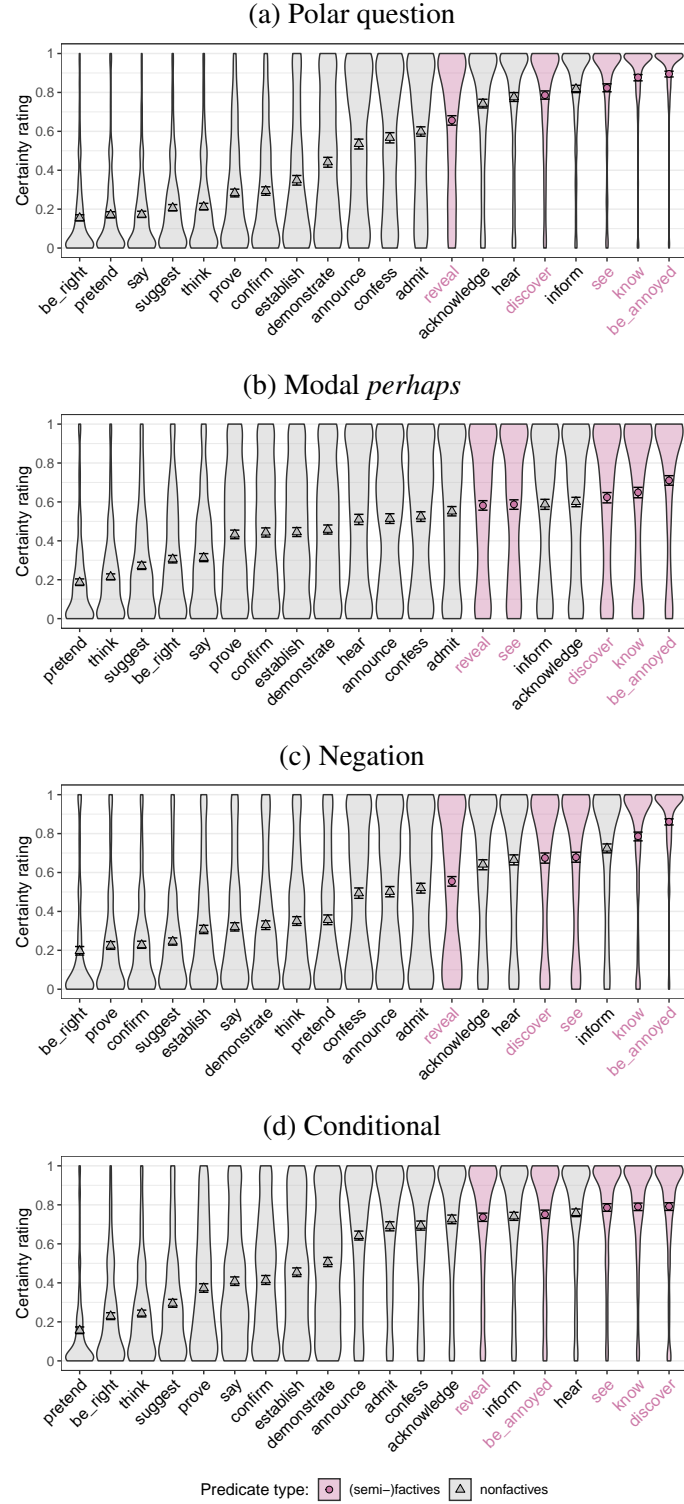 (a) Polar question
Certainty rating
1
0.8
0.6
0.4
0.2
0
be_right
pretend
say
suggest
think
prove
confirm
establish
demonstrate
announce
confess
admit
reveal
acknowledge
hear
discover
inform
see
know
be_annoyed
(b) Modal perhaps
Certainty rating
1
0.8
0.6
0.4
0.2
0
pretend
think
suggest
be_right
say
prove
confirm
establish
demonstrate
hear
announce
confess
admit
reveal
see
inform
acknowledge
discover
know
be_annoyed
(c) Negation
Certainty rating
1
0.8
0.6
0.4
0.2
0
be_right
prove
confirm
suggest
establish
say
demonstrate
think
pretend
confess
announce
admit
reveal
acknowledge
hear
discover
see
inform
know
be_annoyed
(d) Conditional
Certainty rating
1
0.8
0.6
0.4
0.2
0
pretend
be_right
think
suggest
prove
say
confirm
establish
demonstrate
announce
admit
confess
acknowledge
reveal
inform
be_annoyed
hear
see
know
discover
Predicate type: (semi-)factives nonfactives